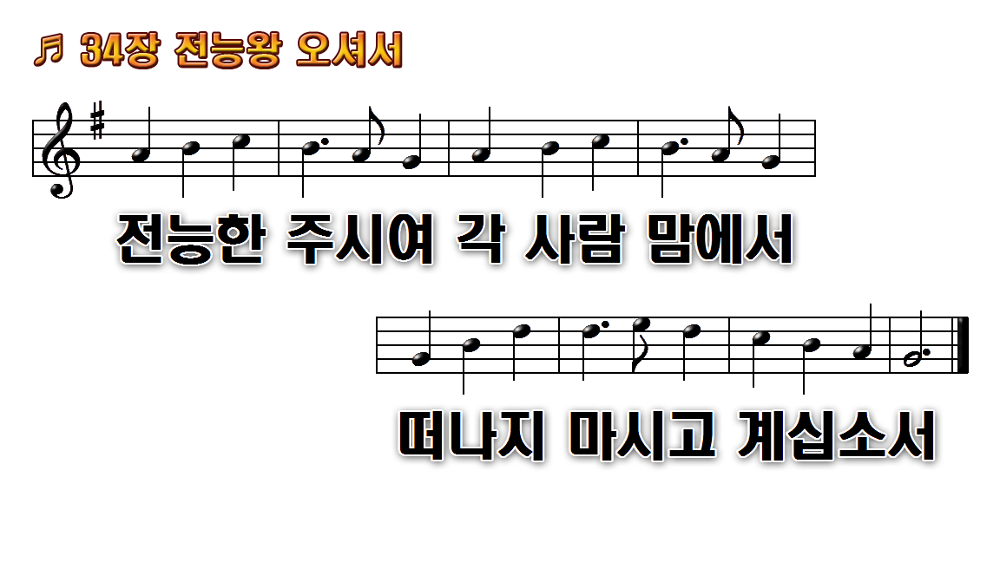 ♬ 34장 전능왕 오셔서
전능한 주시여 각 사람 맘에서
떠나지 마시고 계십소서